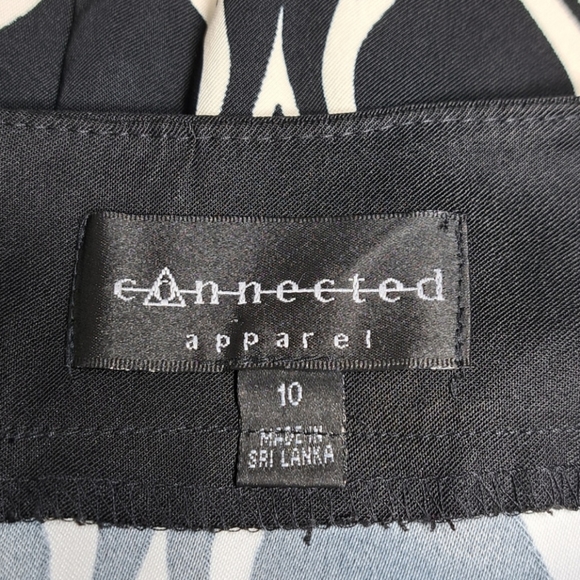 connected
apparel
10
MADE IN
SRI LANKA